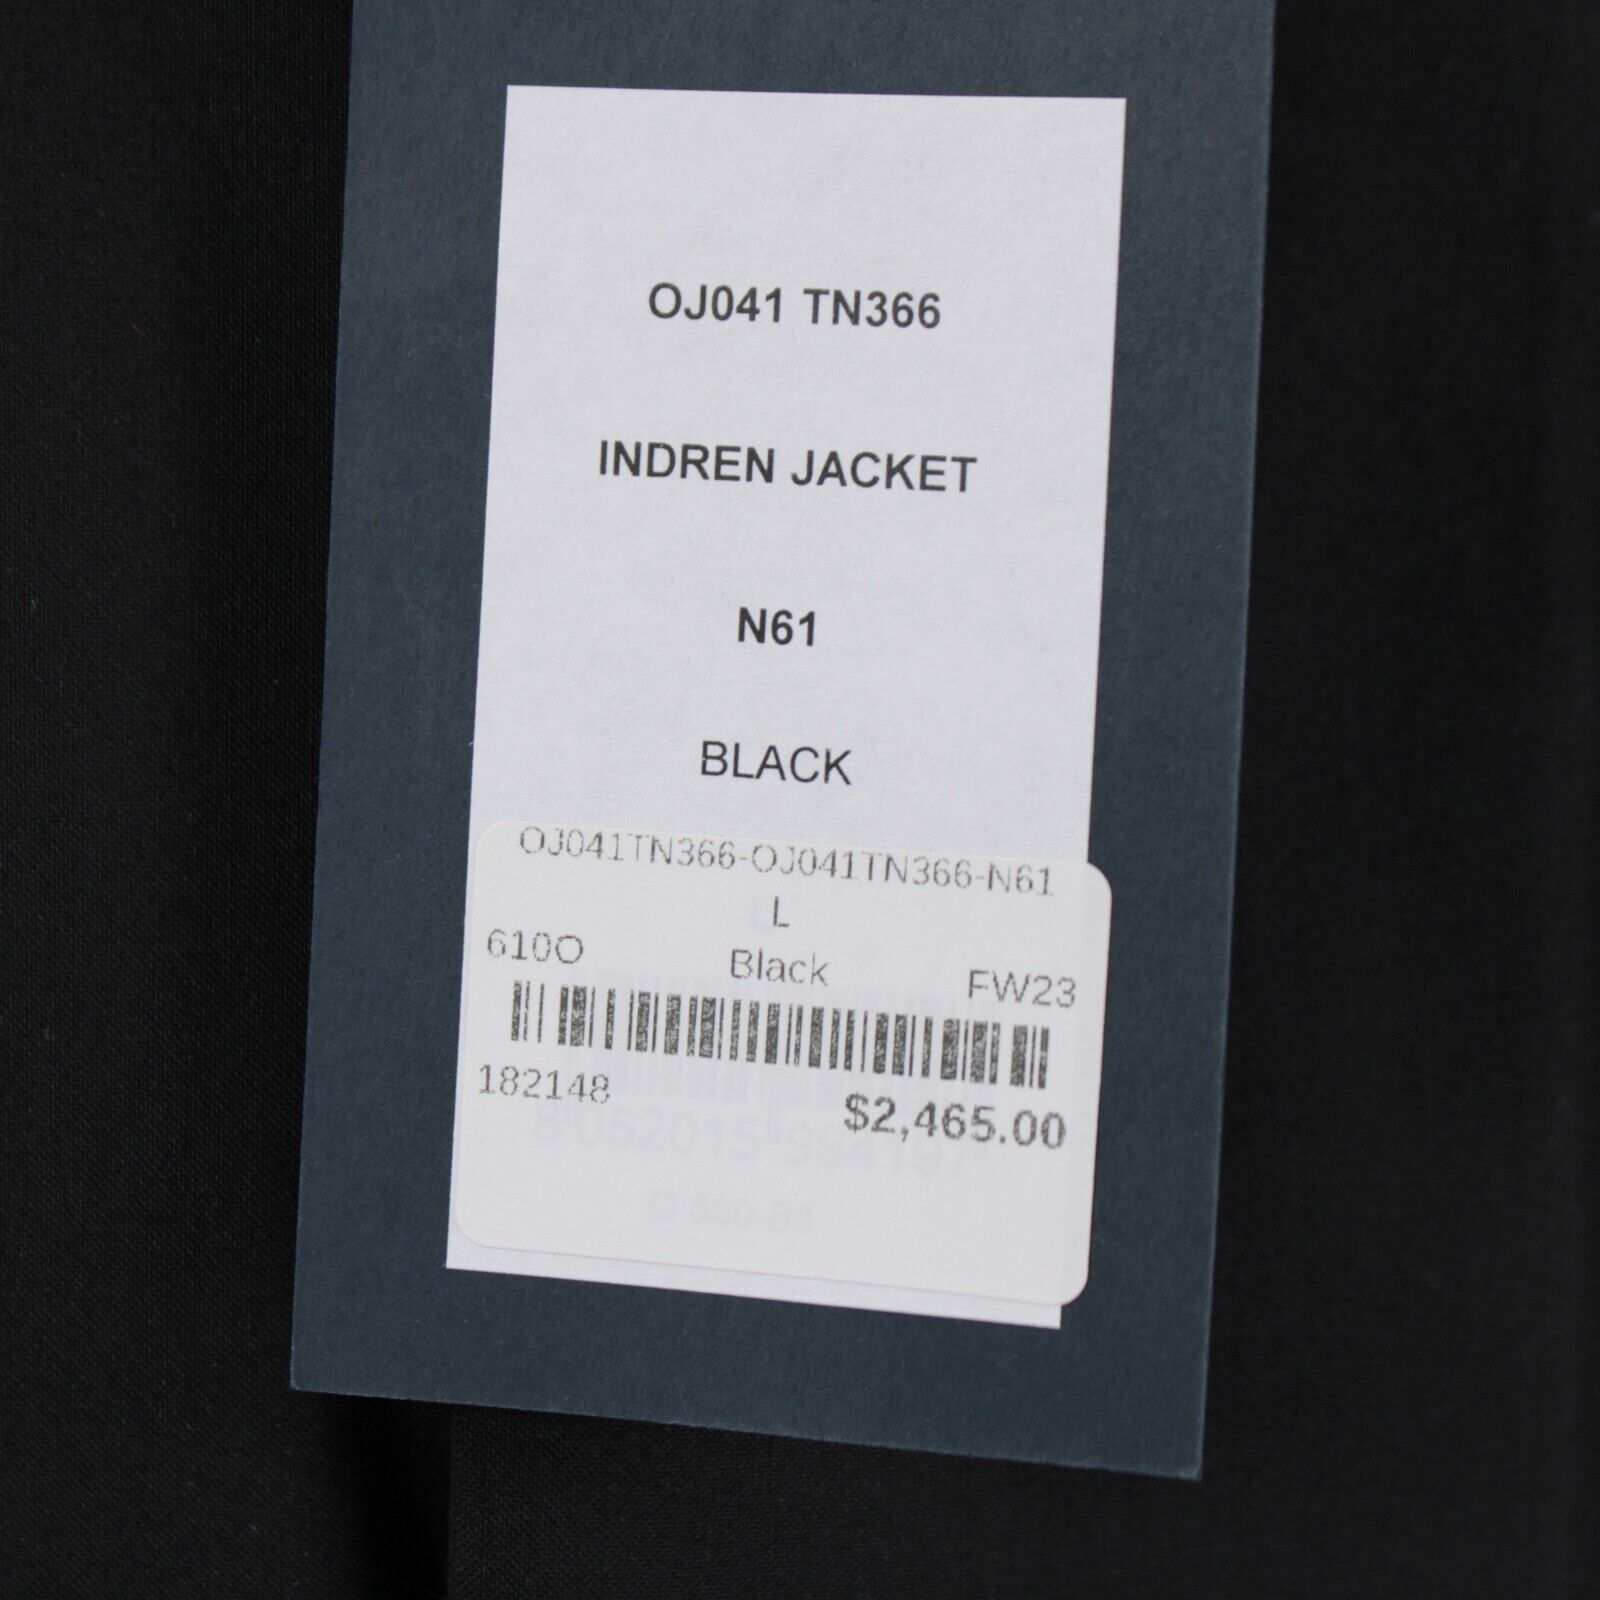 OJ041 TN366
INDREN JACKET
N61
BLACK
OJ041TN366-OJ041TN366-N61
L
610O Black FW23
182148 $2,465.00